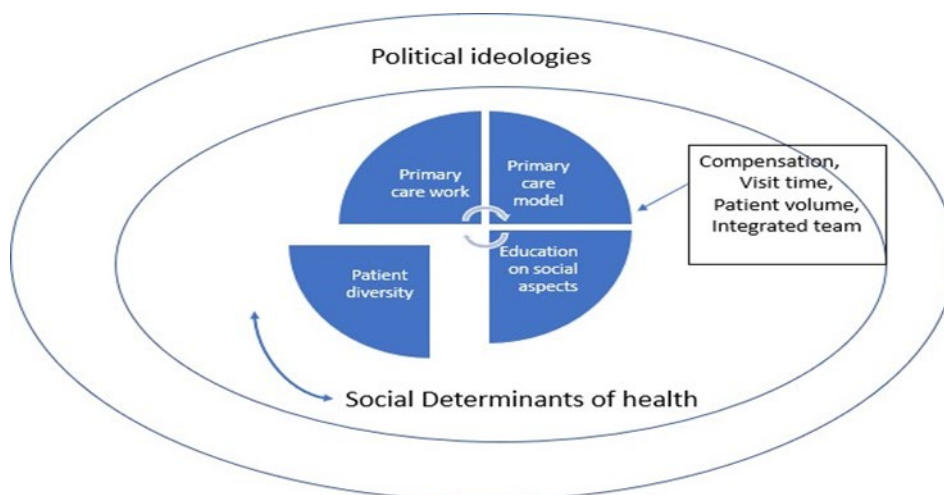 Political ideologies
Primary
care work
Primary
care
model
Compensation,
Visit time,
Patient volume,
Integrated team
Patient
diversity
Education
on social
aspects
Social Determinants of health